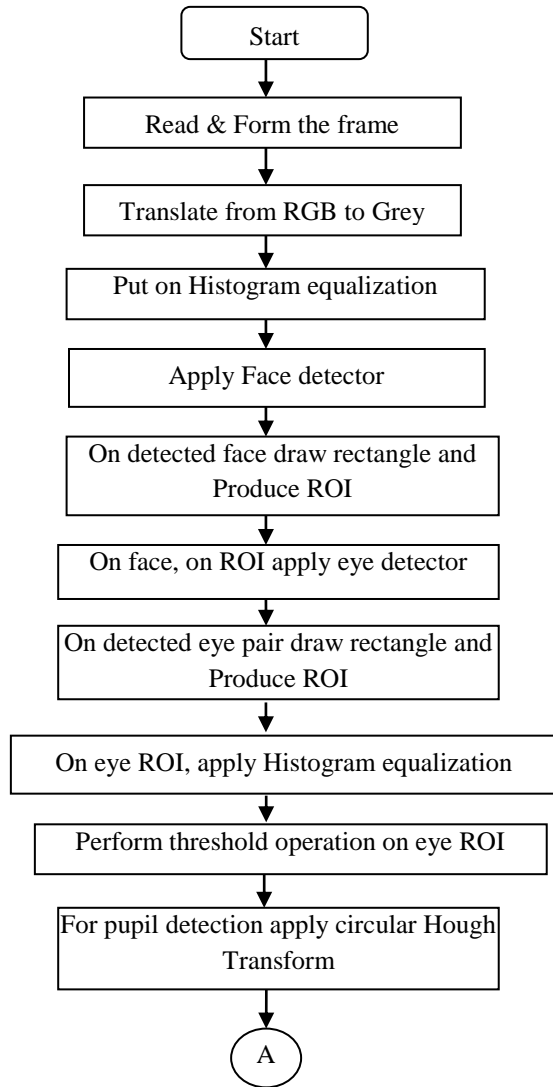 Start
Read & Form the frame
Translate from RGB to Grey
Put on Histogram equalization
Apply Face detector
On detected face draw rectangle and
Produce ROI
On face, on ROI apply eye detector
On detected eye pair draw rectangle and
Produce ROI
On eye ROI, apply Histogram equalization
Perform threshold operation on eye ROI
For pupil detection apply circular Hough
Transform
A